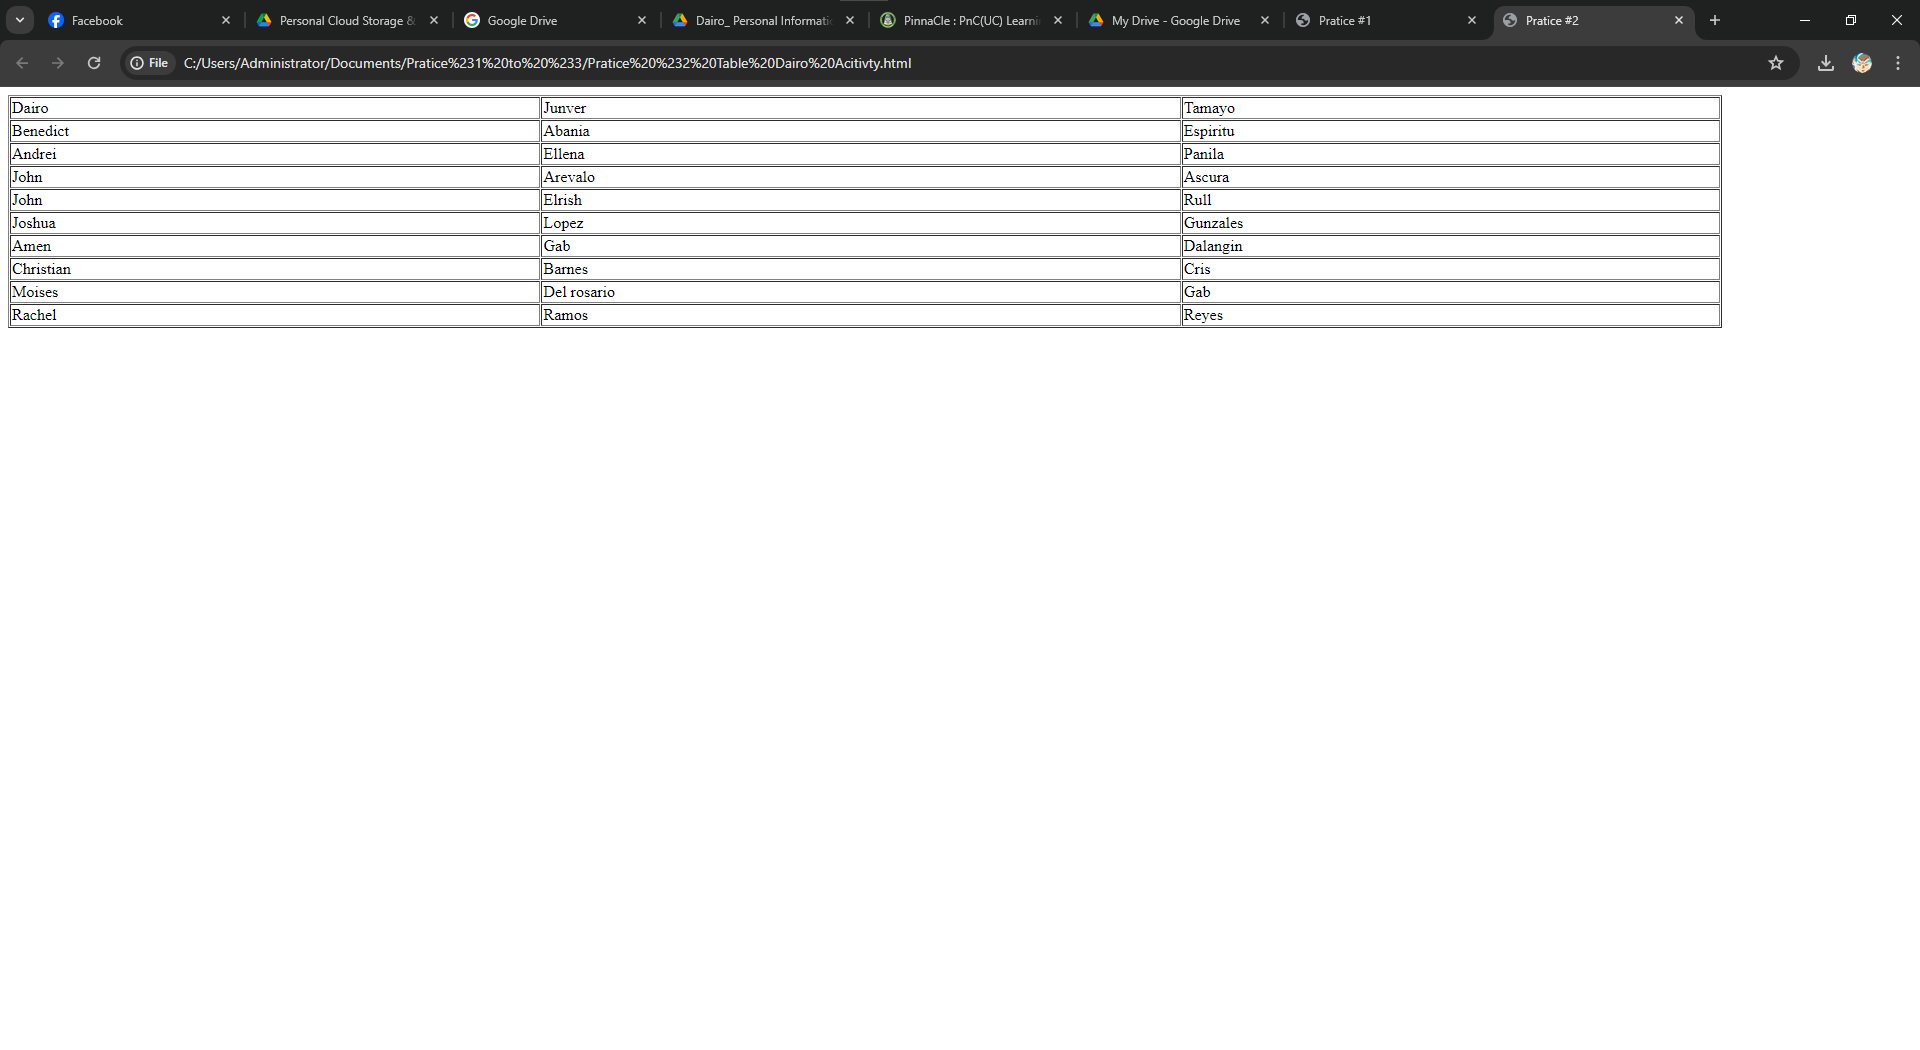 Facebook
Personal Cloud Storage &
Google Drive
Dairo_ Personal Informati
PinnaCle : PnC(UC) Learni
My Drive - Google Drive
Pratice #1
Pratice #2
File C:/Users/Administrator/Documents/Pratice%231%20to%20%233/Pratice%20%232%20Table%20Dairo%20Acitivty.html
Dairo Junver Tamayo
Benedict Abania Espiritu
Andrei Ellena Panila
John Arevalo Ascura
John Elrish Rull
Joshua Lopez Gunzales
Amen Gab Dalangin
Christian Barnes Cris
Moises Del rosario Gab
Rachel Ramos Reyes